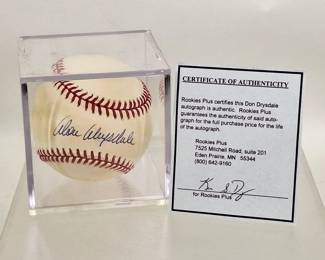 Don Drysdale
CERTIFICATE OF AUTHENTICITY
Rookies Plus certifies this Don Drysdale
autograph is authentic. Rookies Plus
guarantees the authenticity of said auto-
graph for the full purchase price for the life
of the autograph.
Rookies Plus
7525 Mitchell Road, suite 201
Eden Prairie, MN 55344
(800) 642-9160
for Rookies Plus